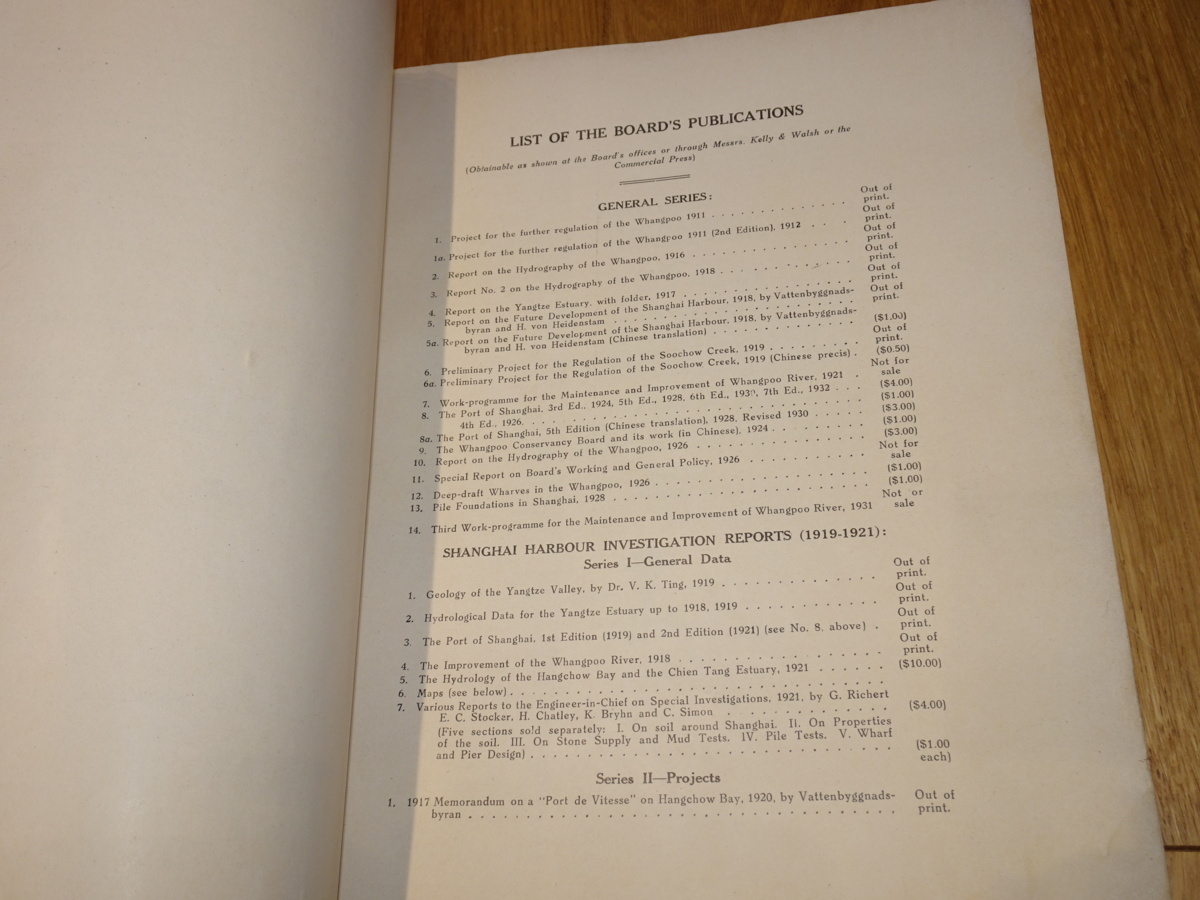 LIST OF THE BOARD'S PUBLICATIONS
(Obtainable as shown at the Board's offices or through Messrs. Kelly & Walsh or the
Commercial Press)
GENERAL SERIES:
1. Project for the further regulation of the Whangpoo 1911 . . . . . . . . . . . . . Out of print.
1a. Project for the further regulation of the Whangpoo 1911 (2nd Edition), 1912 . . . Out of print.
2. Report on the Hydrography of the Whangpoo, 1916 . . . . . . . . . . . . . . Out of print.
3. Report No. 2 on the Hydrography of the Whangpoo, 1918 . . . . . . . . . . . Out of print.
4. Report on the Yangtze Estuary, with folder, 1917 . . . . . . . . . . . . . . Out of print.
5. Report on the Future Development of the Shanghai Harbour, 1918, by Vattenbyggnads-
byran and H. von Heidenstam . . . . . . . . . . . . . . . . . . Out of print.
5a. Report on the Future Development of the Shanghai Harbour, 1918, by Vattenbyggnads-
byran and H. von Heidenstam (Chinese translation) . . . . . . . . . . . ($1.00)
6. Preliminary Project for the Regulation of the Soochow Creek, 1919 . . . . . . . . Out of print.
6a. Preliminary Project for the Regulation of the Soochow Creek, 1919 (Chinese precis) . ($0.50)
7. Work-programme for the Maintenance and Improvement of Whangpoo River, 1921 . Not for sale
8. The Port of Shanghai, 3rd Ed., 1924, 5th Ed., 1928, 6th Ed., 1930, 7th Ed., 1932 . . . ($4.00)
4th Ed., 1926. . . . . . . . . . . . . . . . . . . . . . . . ($1.00)
8a. The Port of Shanghai, 5th Edition (Chinese translation), 1928, Revised 1930 . . . . . ($3.00)
9. The Whangpoo Conservancy Board and its work (in Chinese), 1924 . . . . . . . . ($1.00)
10. Report on the Hydrography of the Whangpoo, 1926 . . . . . . . . . . . . . . ($3.00)
11. Special Report on Board's Working and General Policy, 1926 . . . . . . . . . . Not for sale
12. Deep-draft Wharves in the Whangpoo, 1926 . . . . . . . . . . . . . . . . ($1.00)
13. Pile Foundations in Shanghai, 1928 . . . . . . . . . . . . . . . . . . . ($1.00)
14. Third Work-programme for the Maintenance and Improvement of Whangpoo River, 1931 Not or sale
SHANGHAI HARBOUR INVESTIGATION REPORTS (1919-1921):
Series I—General Data
1. Geology of the Yangtze Valley, by Dr. V. K. Ting, 1919 . . . . . . . . . . . . Out of print.
2. Hydrological Data for the Yangtze Estuary up to 1918, 1919 . . . . . . . . . . Out of print.
3. The Port of Shanghai, 1st Edition (1919) and 2nd Edition (1921) (see No. 8, above) . Out of print.
4. The Improvement of the Whangpoo River, 1918 . . . . . . . . . . . . . . . Out of print.
5. The Hydrology of the Hangchow Bay and the Chien Tang Estuary, 1921 . . . . . . ($10.00)
6. Maps (see below) . . . . . . . . . . . . . . . . . . . . . . . . . .
7. Various Reports to the Engineer-in-Chief on Special Investigations, 1921, by G. Richert
E. C. Stocker, H. Chatley, K. Bryhn and C. Simon . . . . . . . . . . . . ($4.00)
(Five sections sold separately: I. On soil around Shanghai. II. On Properties
of the soil. III. On Stone Supply and Mud Tests. IV. Pile Tests. V. Wharf
and Pier Design) . . . . . . . . . . . . . . . . . . . . . . . . . ($1.00 each)
Series II—Projects
1. 1917 Memorandum on a "Port de Vitesse" on Hangchow Bay, 1920, by Vattenbyggnads-
byran . . . . . . . . . . . . . . . . . . . . . . . . . . . . . . Out of print.